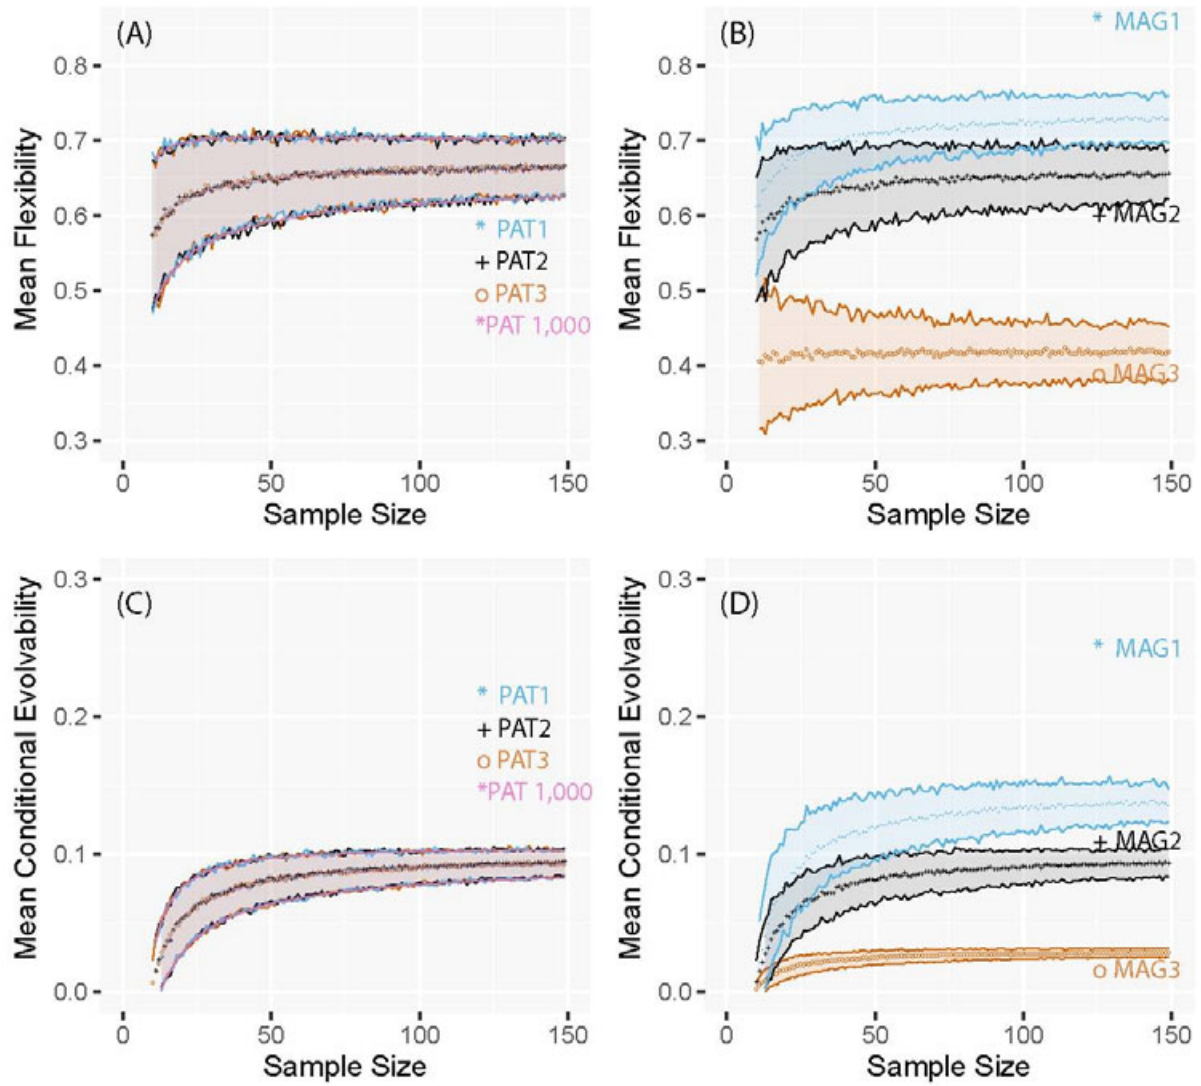 (A)
Mean Flexibility
0.8
0.7
0.6
0.5
0.4
0.3
* PAT1
+ PAT2
o PAT3
*PAT 1,000
0 50 100 150
Sample Size
(B)
Mean Flexibility
0.8
0.7
0.6
0.5
0.4
0.3
* MAG1
+ MAG2
o MAG3
0 50 100 150
Sample Size
(C)
Mean Conditional Evolvability
0.3
0.2
0.1
0.0
* PAT1
+ PAT2
o PAT3
*PAT 1,000
0 50 100 150
Sample Size
(D)
Mean Conditional Evolvability
0.3
0.2
0.1
0.0
* MAG1
+ MAG2
o MAG3
0 50 100 150
Sample Size